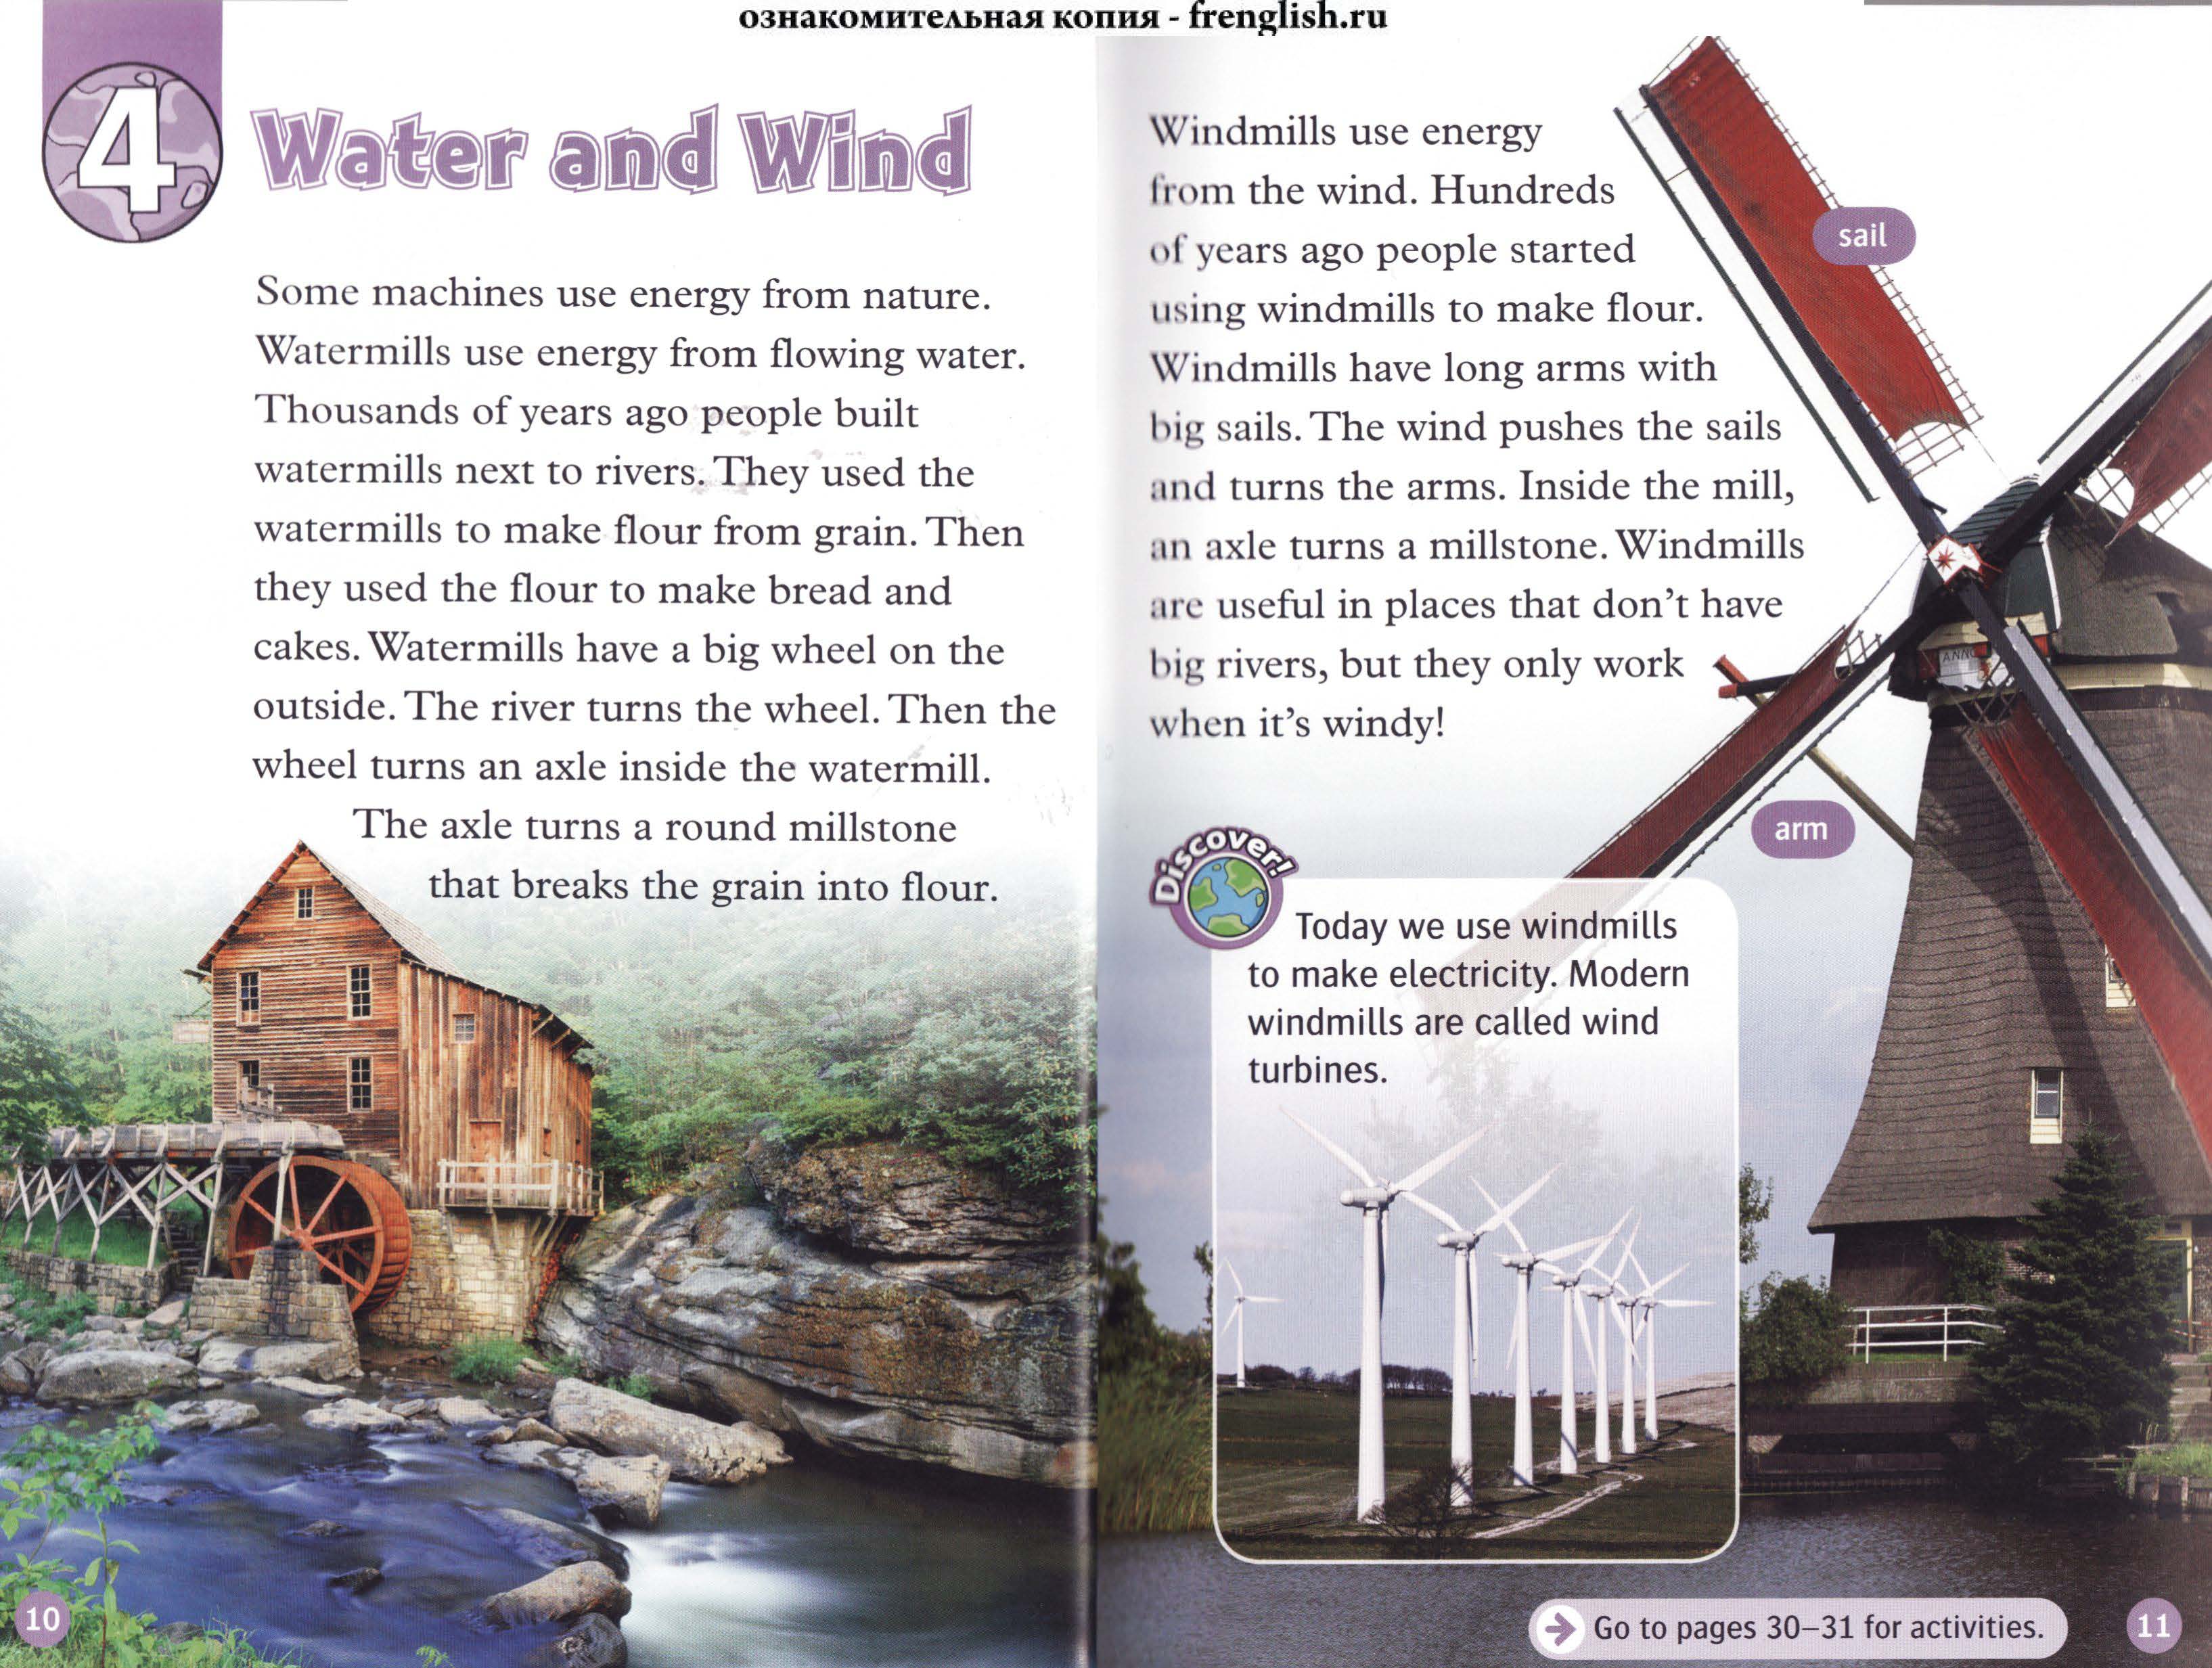 ознакомительная копия - frenglish.ru
4
Water and Wind
Some machines use energy from nature.
Watermills use energy from flowing water.
Thousands of years ago people built
watermills next to rivers. They used the
watermills to make flour from grain. Then
they used the flour to make bread and
cakes. Watermills have a big wheel on the
outside. The river turns the wheel. Then the
wheel turns an axle inside the watermill.
The axle turns a round millstone
that breaks the grain into flour.
10
Windmills use energy
from the wind. Hundreds
of years ago people started
using windmills to make flour.
Windmills have long arms with
big sails. The wind pushes the sails
and turns the arms. Inside the mill,
an axle turns a millstone. Windmills
are useful in places that don't have
big rivers, but they only work
when it's windy!
sail
ANNO
arm
Discover!
Today we use windmills
to make electricity. Modern
windmills are called wind
turbines.
Go to pages 30–31 for activities.
11